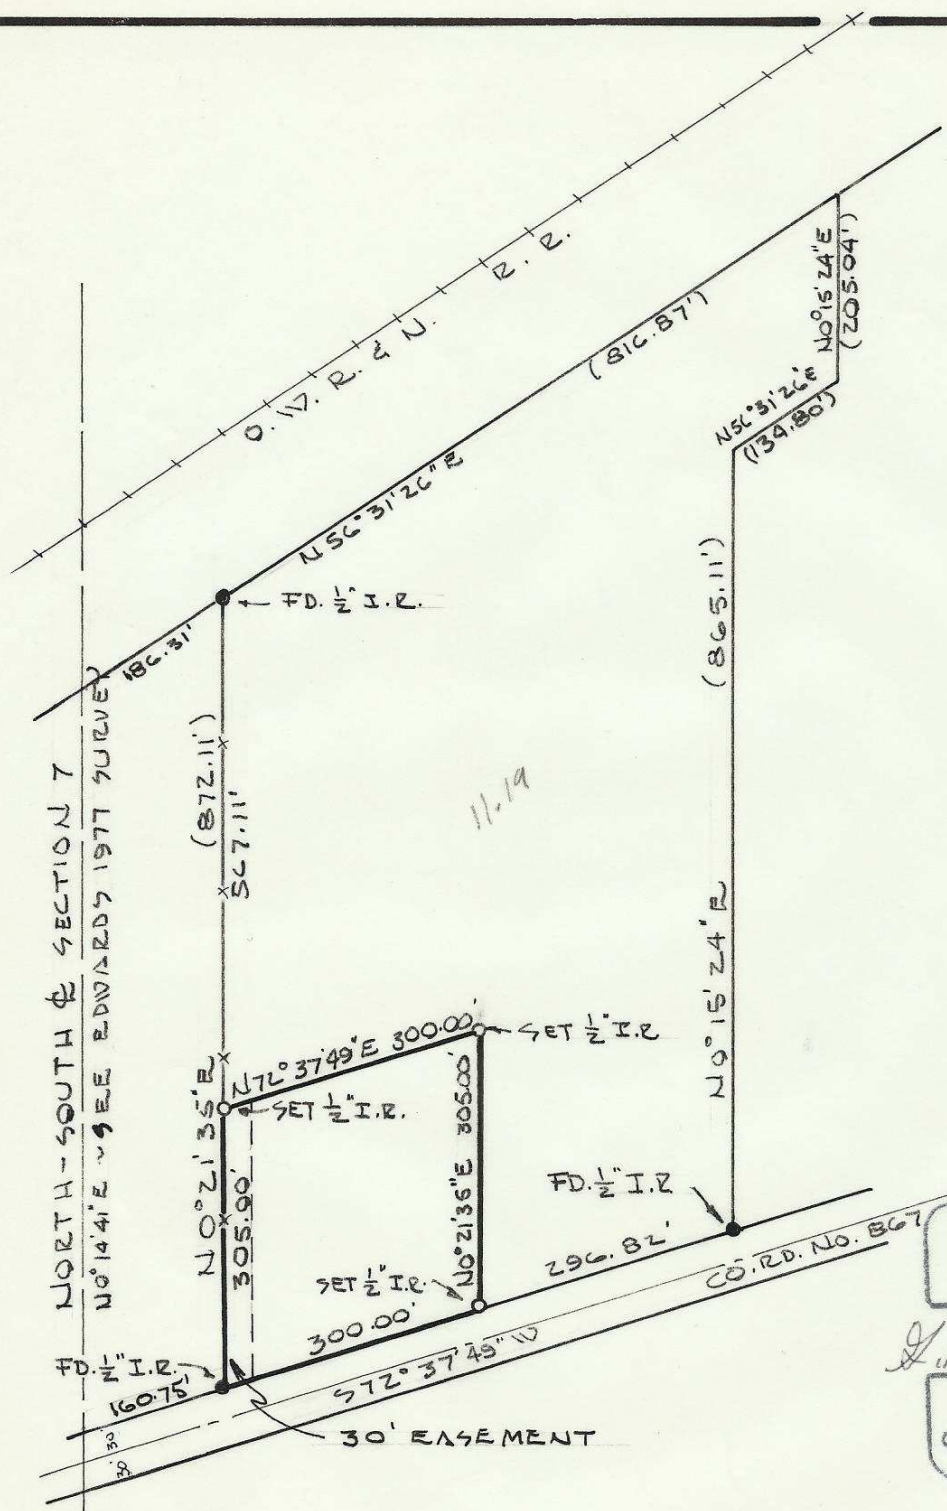 O. W. R. & N. R. R.
N0°15'24"E
(205.04')
(816.87')
N56°31'26"E
(134.80')
N56°31'26"E
FD. ½" I.R.
186.31'
(865.11')
(872.11')
567.11'
11.19
NORTH-SOUTH ℄ SECTION 7
N0°14'41"E ~ SEE EDWARDS 1977 SURVEY
N0°15'24"E
N72°37'49"E 300.00'
SET ½" I.R.
SET ½" I.R.
N0°21'35"E
305.00'
N0°21'35"E 305.00'
FD. ½" I.R.
296.82'
CO. RD. NO. 867
SET ½" I.R.
300.00'
S72°37'49"W
FD. ½" I.R.
160.75'
30' EASEMENT
30'
30'